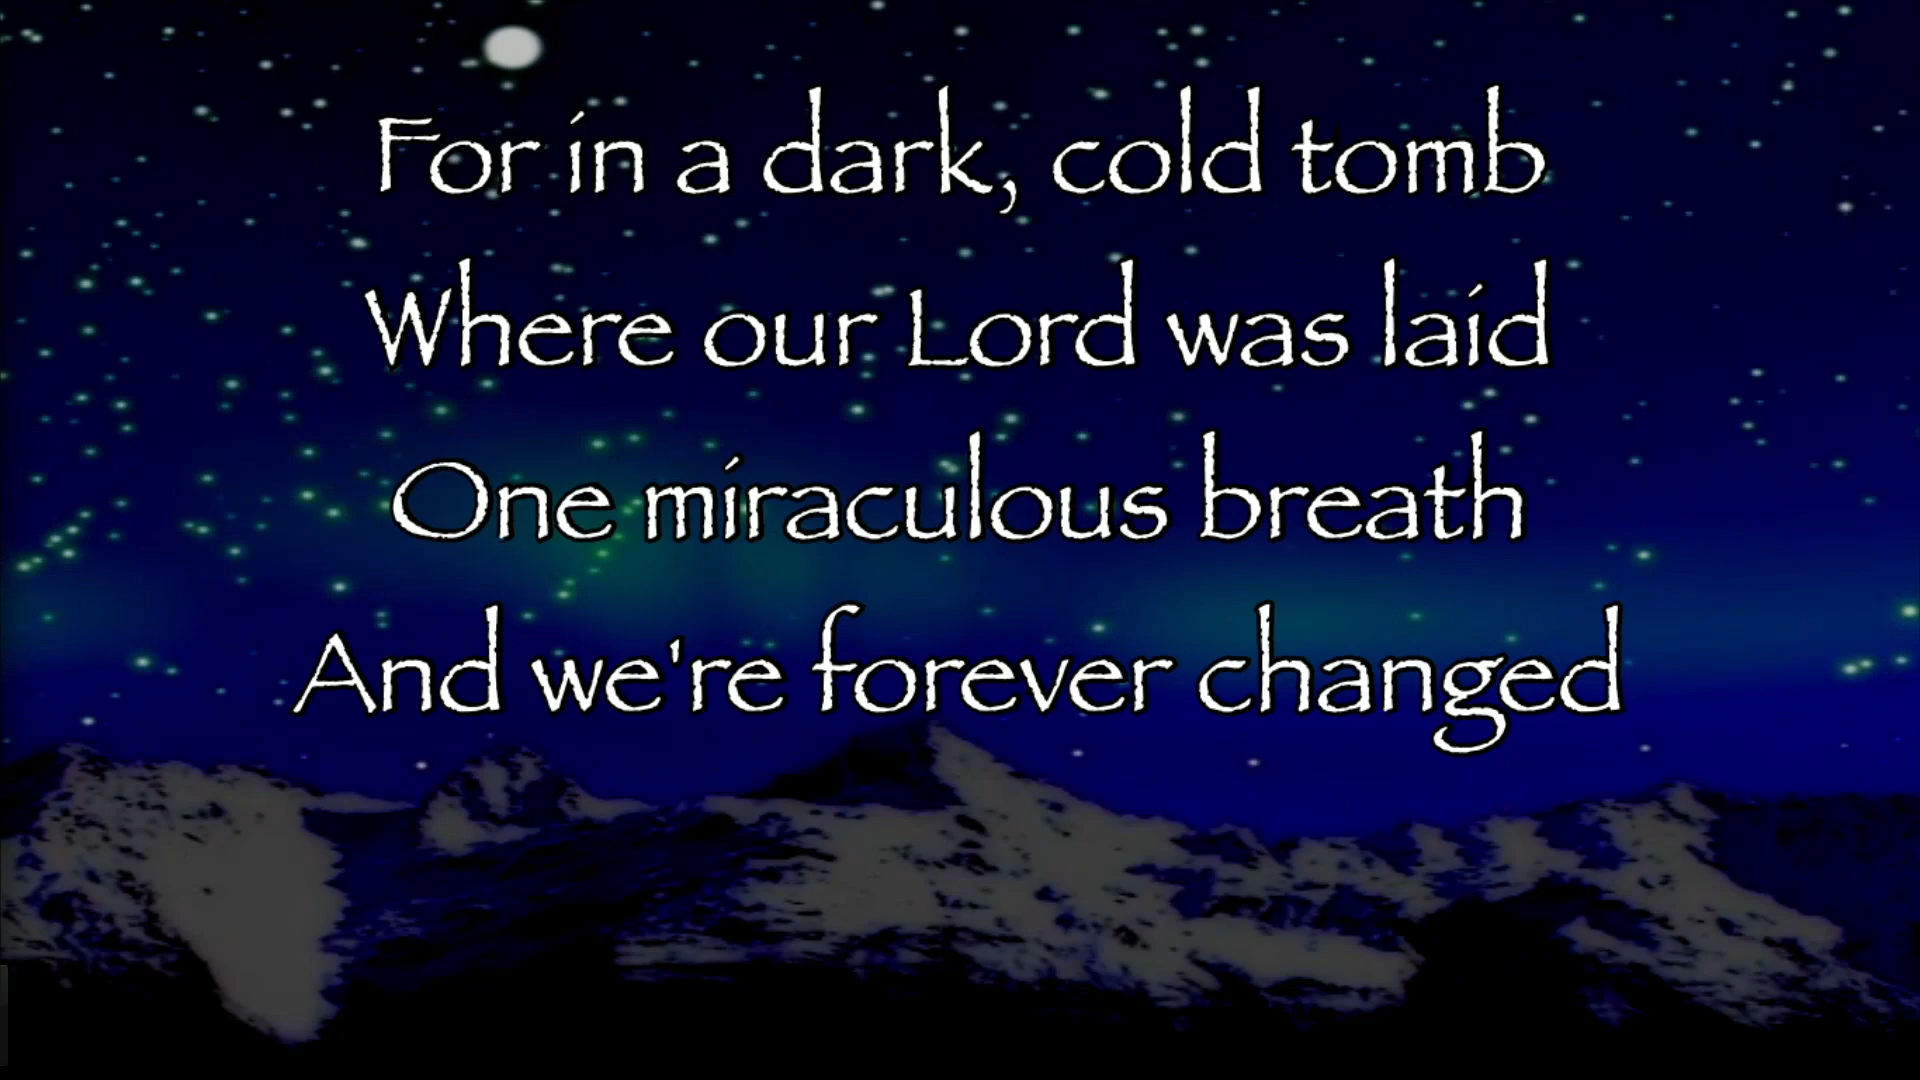 For in a dark, cold tomb
Where our Lord was laid
One miraculous breath
And we're forever changed